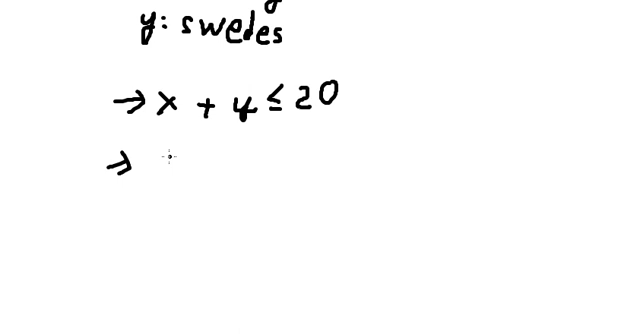 y: swedes
→ x + y ≤ 20
→